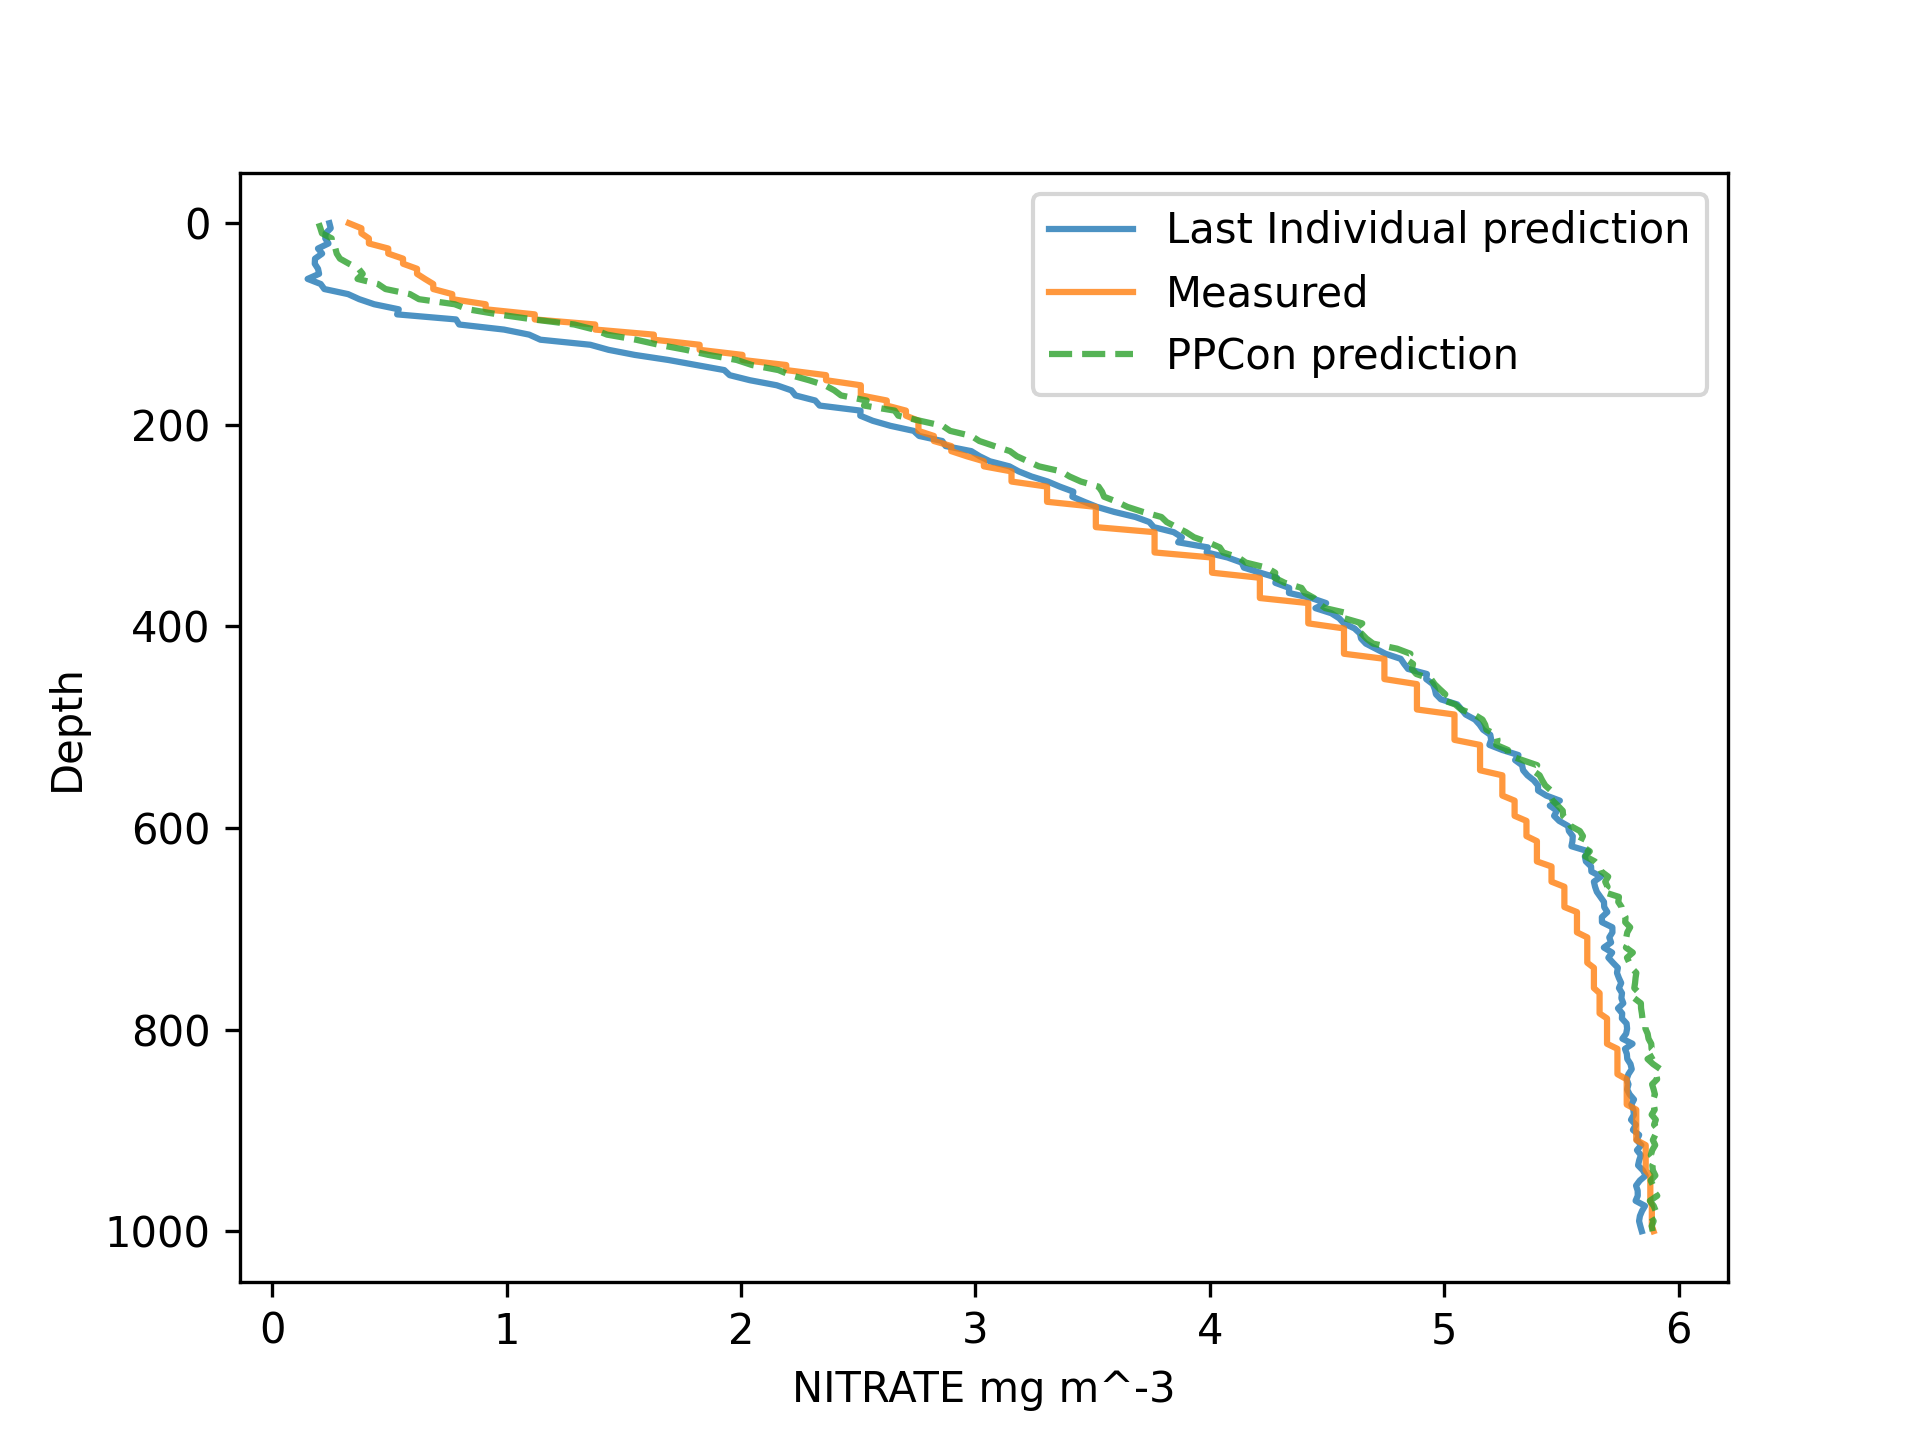 Last Individual prediction
Measured
PPCon prediction
0
200
400
600
800
1000
Depth
0 1 2 3 4 5 6
NITRATE mg m^-3